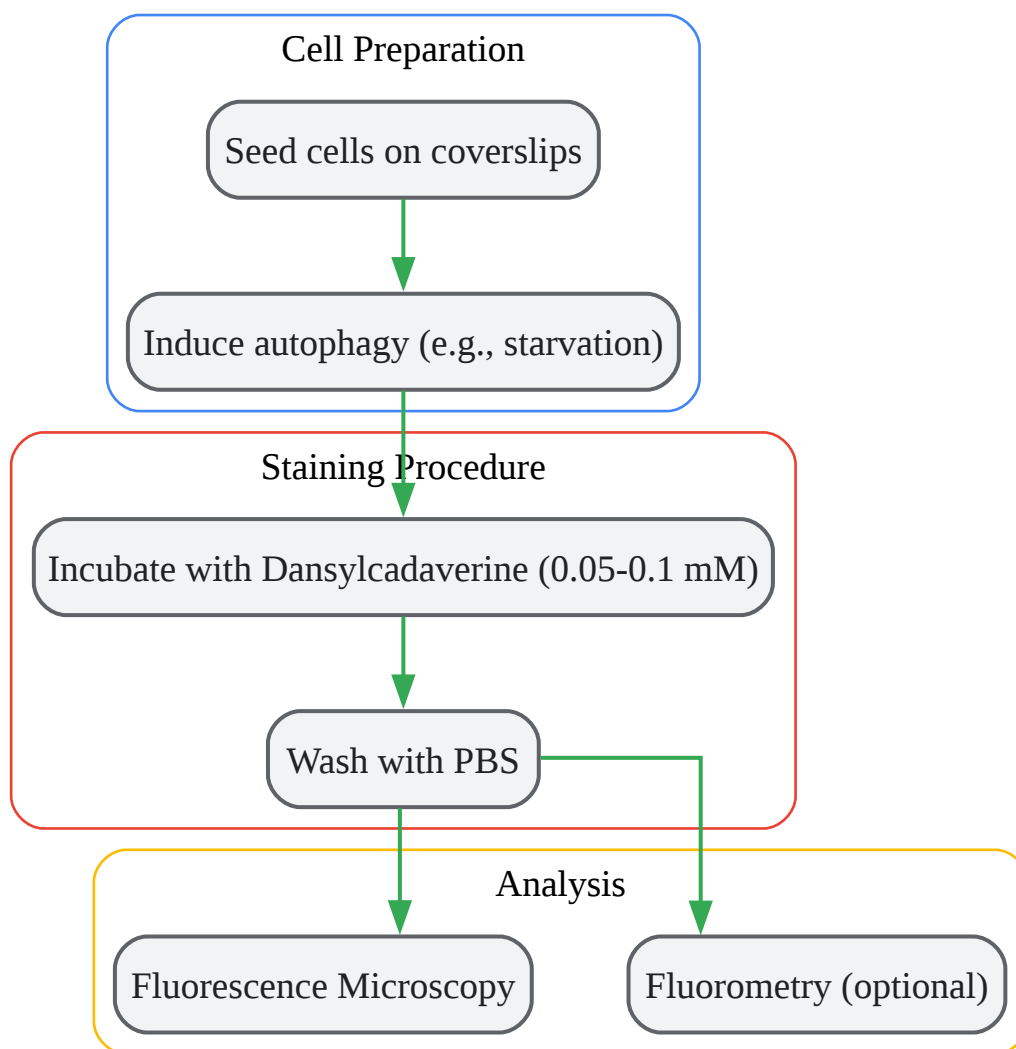 Cell Preparation
Seed cells on coverslips
Induce autophagy (e.g., starvation)
Staining Procedure
Incubate with Dansylcadaverine (0.05-0.1 mM)
Wash with PBS
Analysis
Fluorescence Microscopy
Fluorometry (optional)